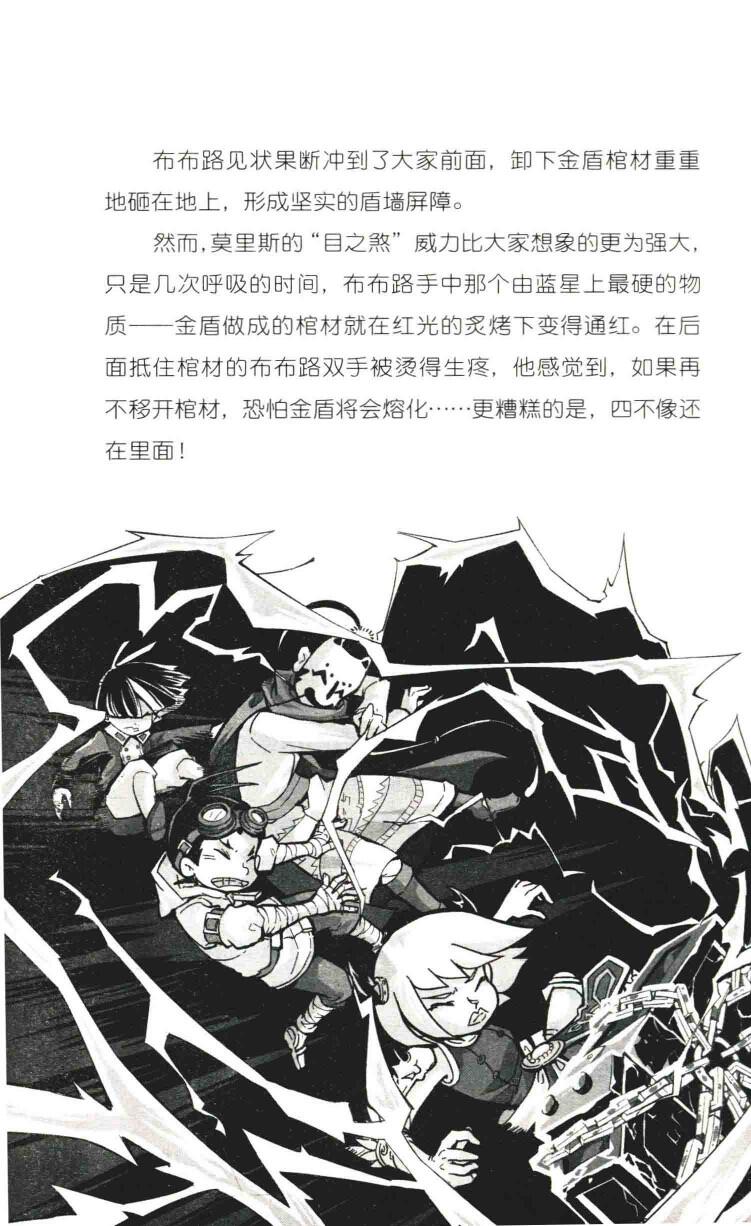 布布路见状果断冲到了大家前面，卸下金盾棺材重重
地砸在地上，形成坚实的盾墙屏障。
然而，莫里斯的“目之煞”威力比大家想象的更为强大，
只是几次呼吸的时间，布布路手中那个由蓝星上最硬的物
质——金盾做成的棺材就在红光的炙烤下变得通红。在后
面抵住棺材的布布路双手被烫得生疼，他感觉到，如果再
不移开棺材，恐怕金盾将会熔化……更糟糕的是，四不像还
在里面！